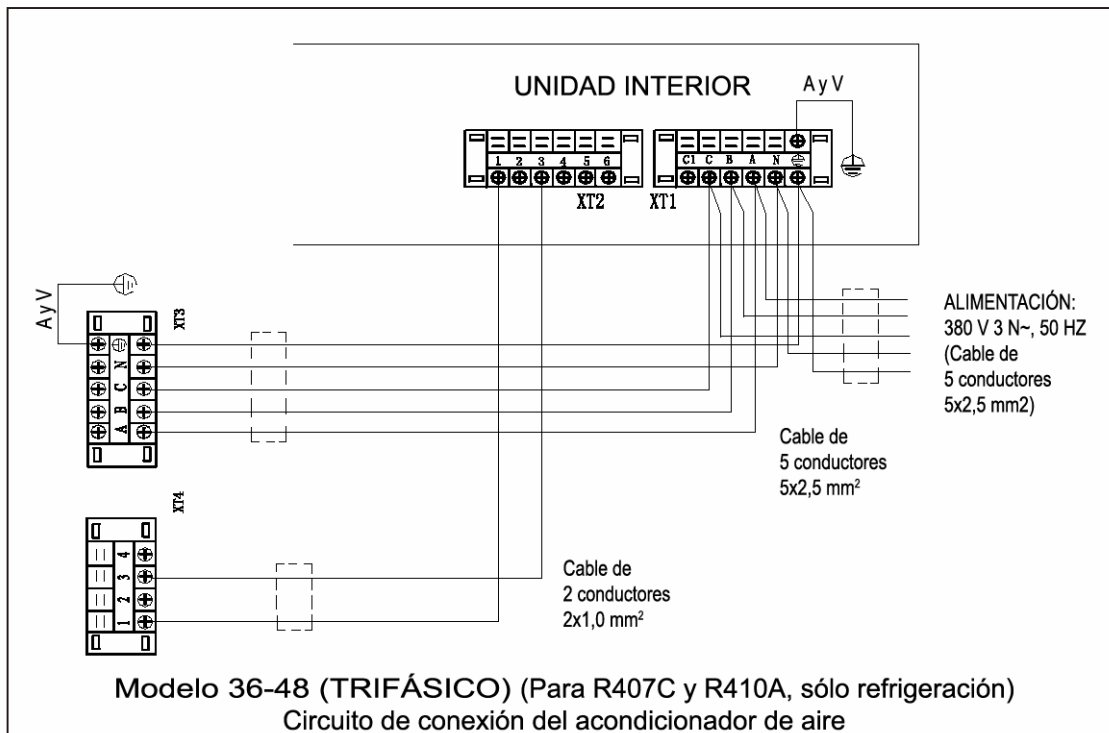 UNIDAD INTERIOR
A y V
1 2 3 4 5 6
XT2
C1 C B A N
XT1
A y V
XT3
N
C
B
A
ALIMENTACIÓN:
380 V 3 N~, 50 HZ
(Cable de
5 conductores
5x2,5 mm2)
Cable de
5 conductores
5x2,5 mm²
XT4
4
3
2
1
Cable de
2 conductores
2x1,0 mm²
Modelo 36-48 (TRIFÁSICO) (Para R407C y R410A, sólo refrigeración)
Circuito de conexión del acondicionador de aire